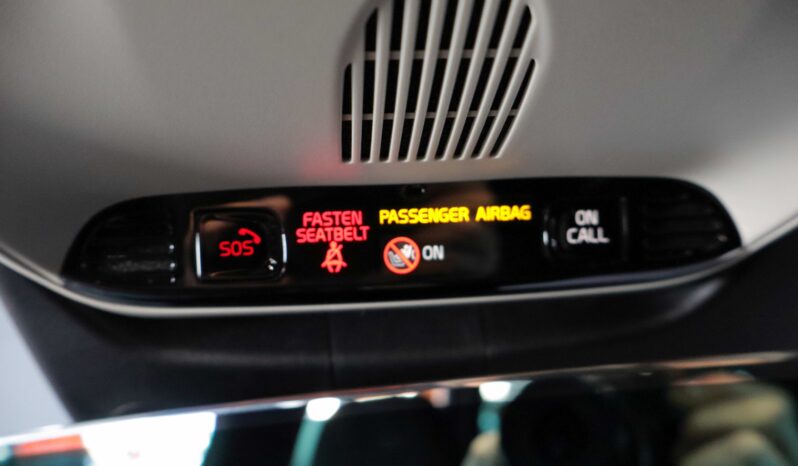 SOS
FASTEN
SEATBELT
PASSENGER AIRBAG
ON
ON
CALL